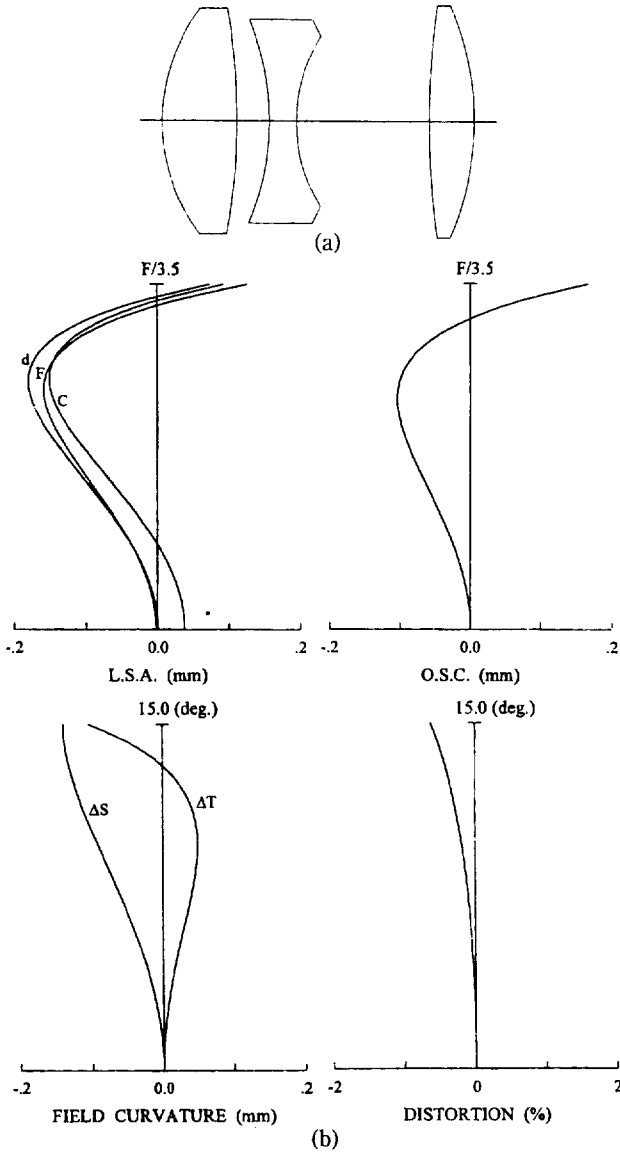 (a)
F/3.5
F/3.5
d
F
C
-.2 0.0 .2
L.S.A. (mm)
-.2 0.0 .2
O.S.C. (mm)
15.0 (deg.)
15.0 (deg.)
ΔS
ΔT
-.2 0.0 .2
FIELD CURVATURE (mm)
-2 0 2
DISTORTION (%)
(b)